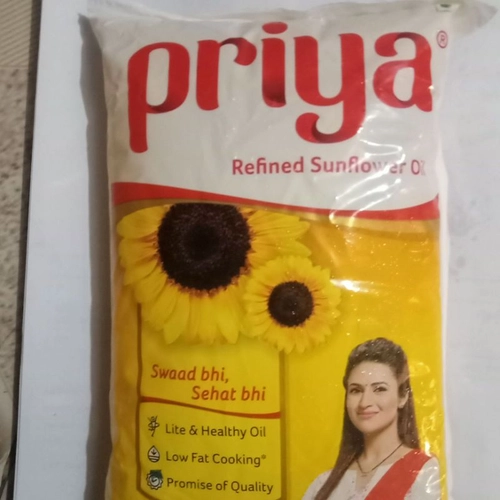 priya®
Refined Sunflower Oil
Swaad bhi,
Sehat bhi
Lite & Healthy Oil
Low Fat Cooking*
Promise of Quality